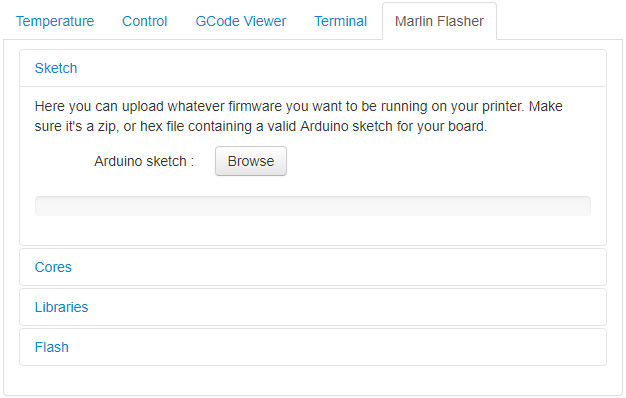 Temperature Control GCode Viewer Terminal Marlin Flasher
Sketch
Here you can upload whatever firmware you want to be running on your printer. Make
sure it's a zip, or hex file containing a valid Arduino sketch for your board.
Arduino sketch : Browse
Cores
Libraries
Flash